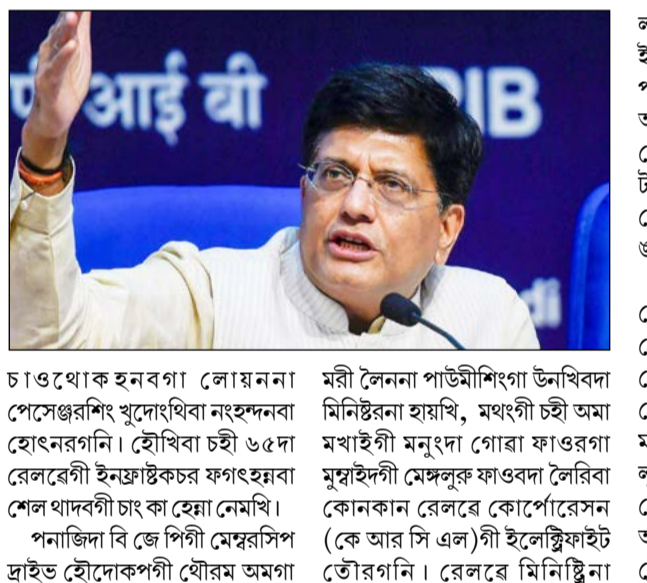 पी आई बी
PIB
di
চাওথোকহনবগা লোয়ননা
পেসেঞ্জরশিং খুদোংথিবা নংহন্দনবা
হোৎনরগনি। হৌখিবা চহী ৬৫দা
রেলৱেগী ইনফ্রাষ্টকচর ফগৎহন্নবা
শেল থাদবগী চাং কা হেন্না নেমখি।
পনাজিদা বি জে পিগী মেম্বরসিপ
দ্রাইভ হৌদোকপগী থৌরম অমগা
মরী লৈননা পাউমীশিংগা উনখিবদা
মিনিষ্টরনা হায়খি, মথংগী চহী অমা
মখাইগী মনুংদা গোৱা ফাওরগা
মুম্বাইদগী মেঙ্গলুরু ফাওবদা লৈরিবা
কোনকান রেলৱে কোর্পোরেসন
(কে আর সি এল)গী ইলেক্ট্রিফাইট
তৌরগনি। রেলৱে মিনিষ্ট্রিনা